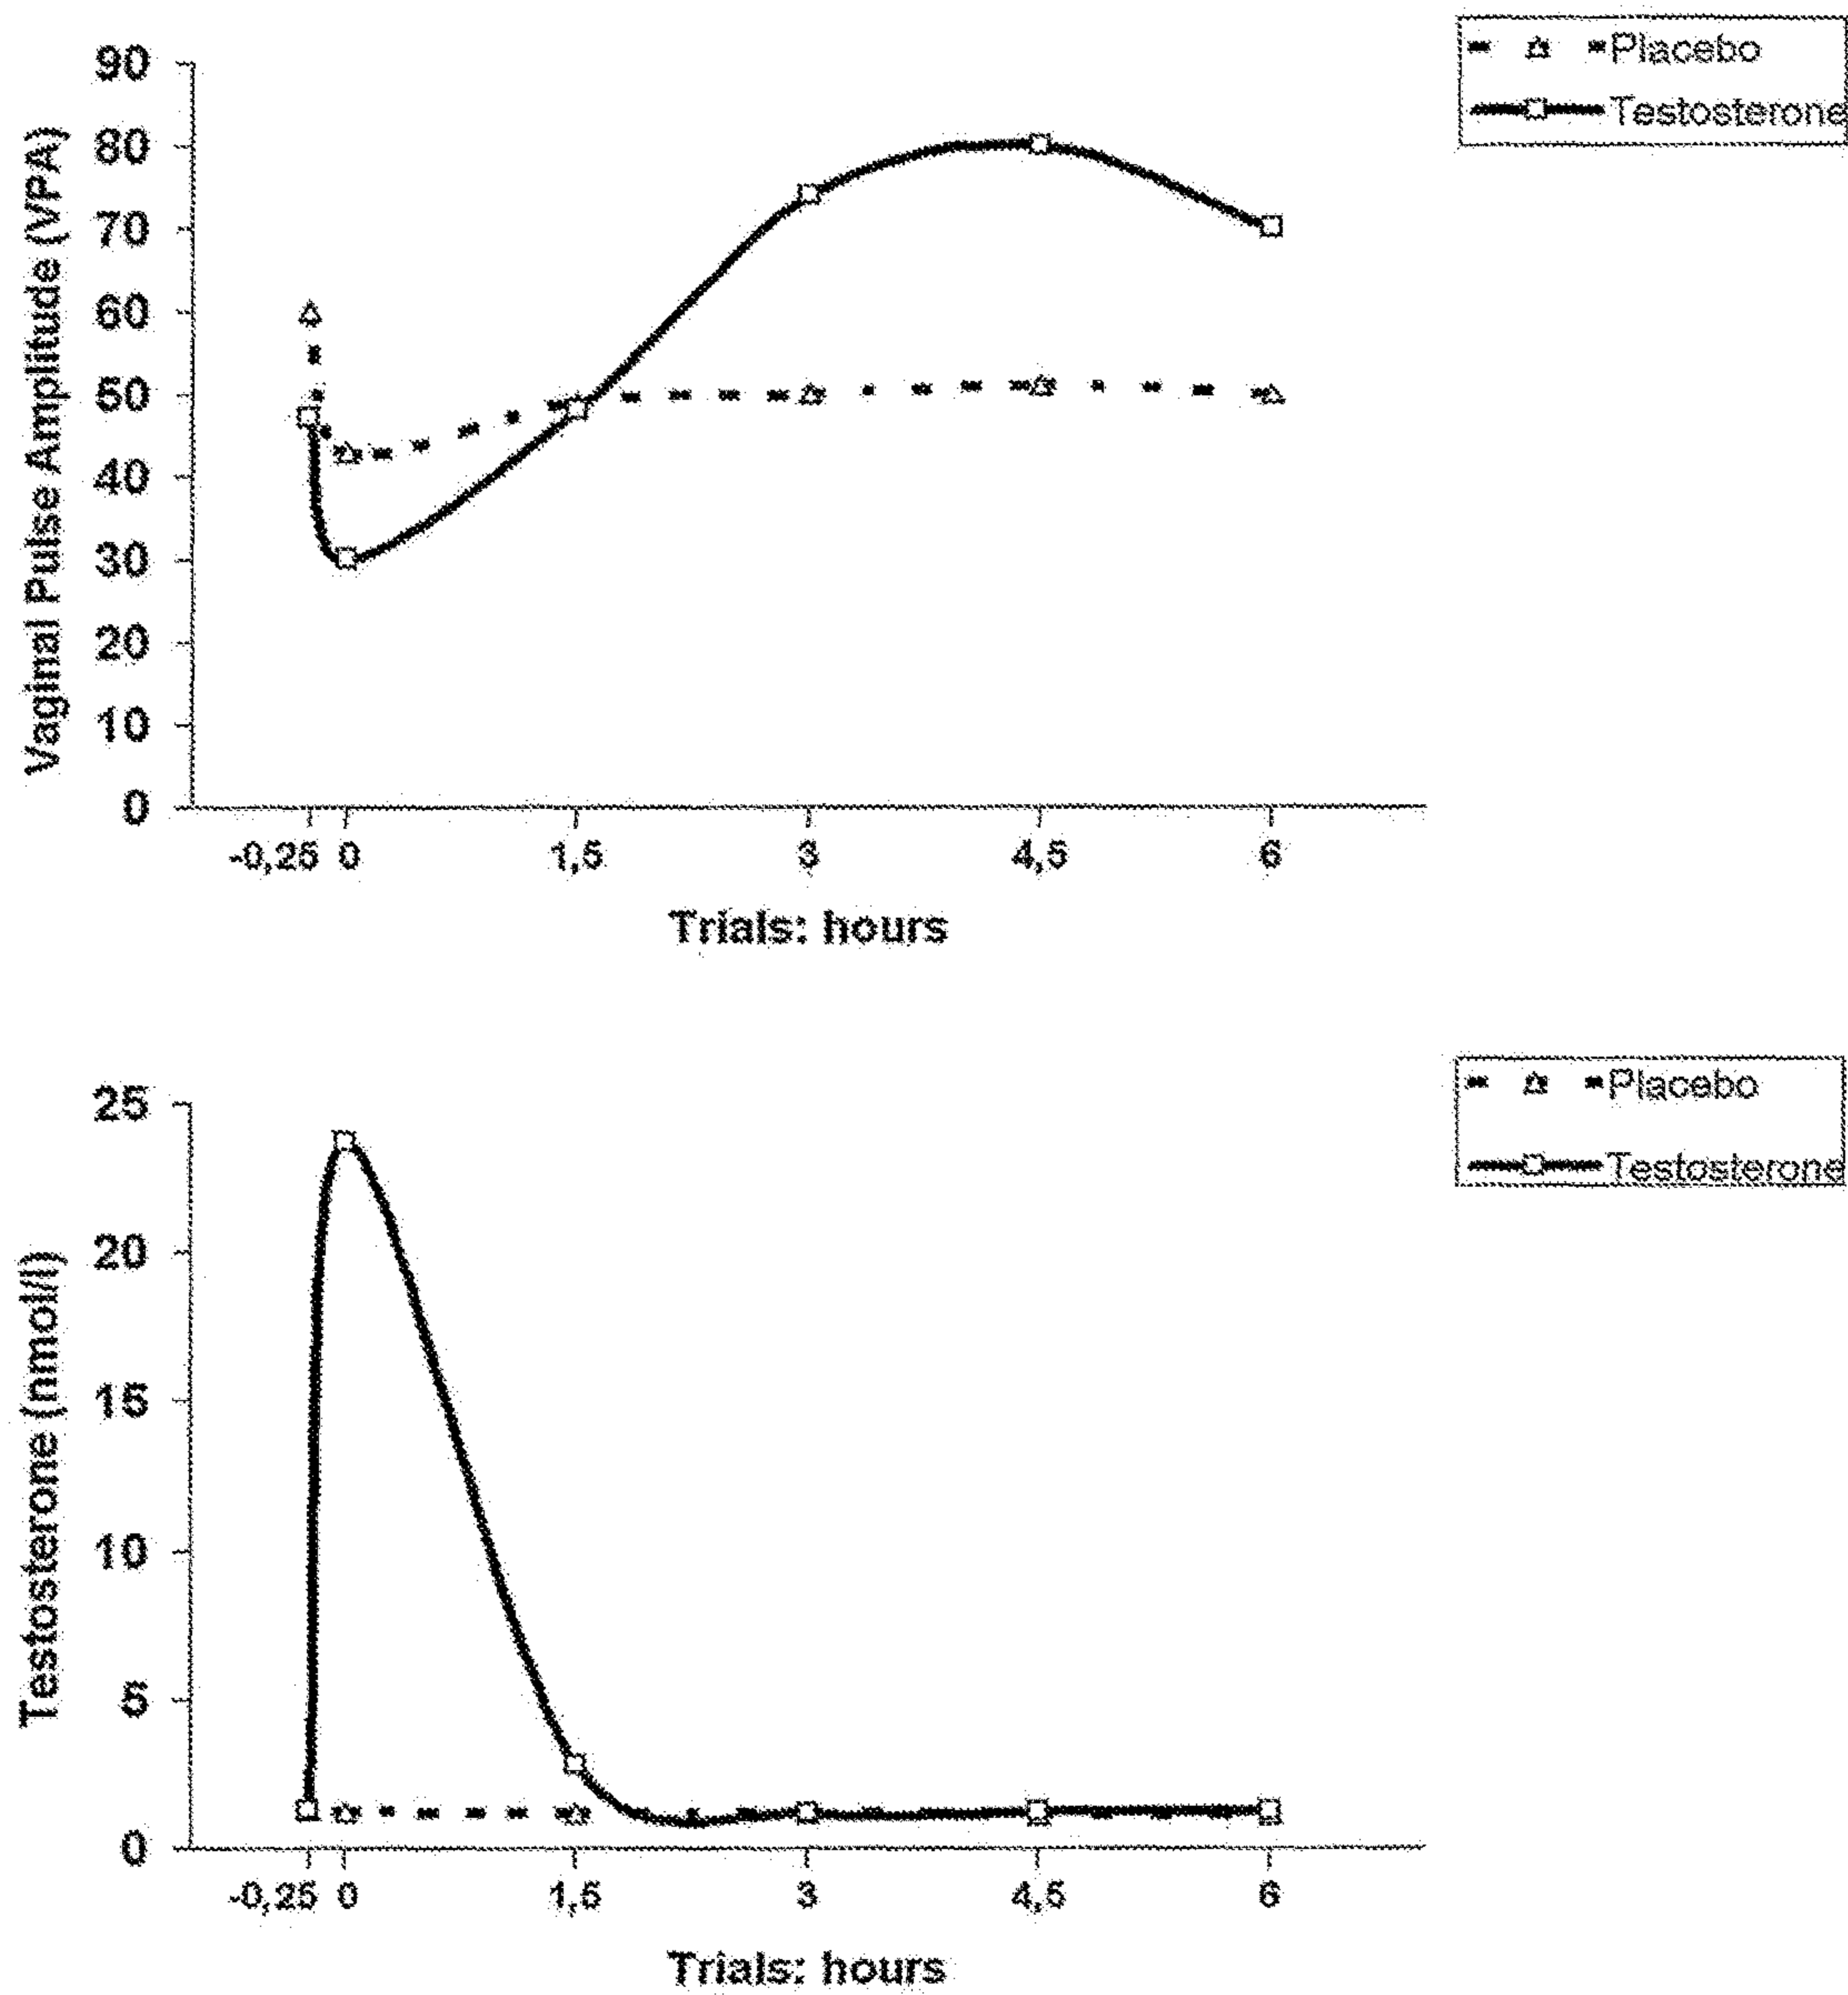 Placebo
Testosterone
Vaginal Pulse Amplitude (VPA)
90
80
70
60
50
40
30
20
10
0
-0,25 0 1,5 3 4,5 6
Trials: hours
Placebo
Testosterone
Testosterone (nmol/l)
25
20
15
10
5
0
-0,25 0 1,5 3 4,5 6
Trials: hours